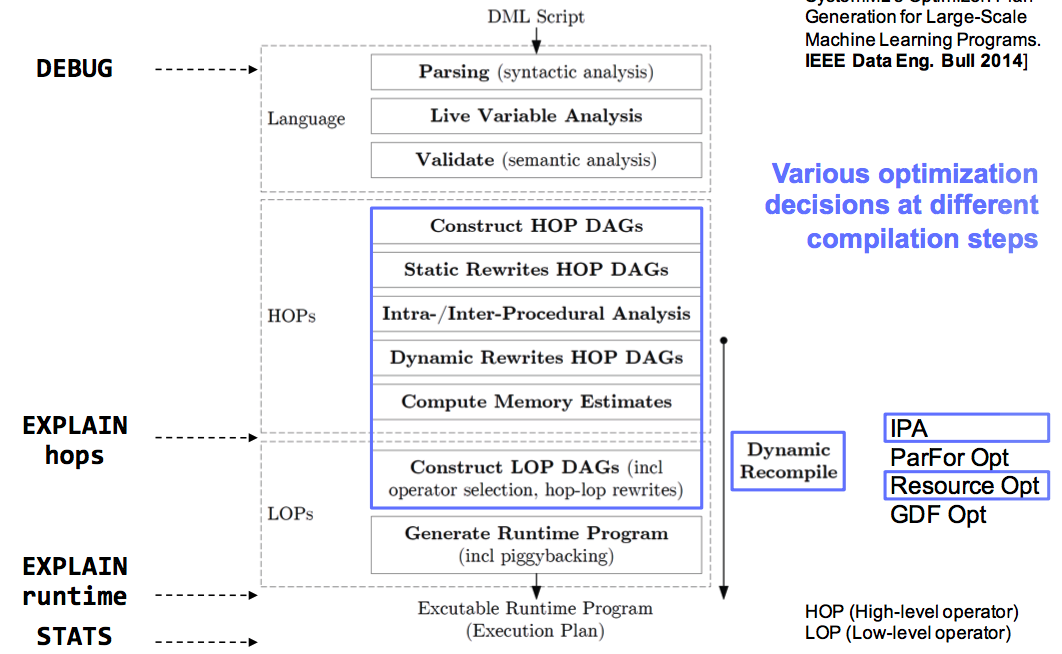 DML Script
DEBUG
Language
Parsing (syntactic analysis)
Live Variable Analysis
Validate (semantic analysis)
HOPs
Construct HOP DAGs
Static Rewrites HOP DAGs
Intra-/Inter-Procedural Analysis
Dynamic Rewrites HOP DAGs
Compute Memory Estimates
EXPLAIN
hops
LOPs
Construct LOP DAGs (incl
operator selection, hop-lop rewrites)
Generate Runtime Program
(incl piggybacking)
EXPLAIN
runtime
Excutable Runtime Program
(Execution Plan)
STATS
Dynamic
Recompile
Generation for Large-Scale
Machine Learning Programs.
IEEE Data Eng. Bull 2014]
Various optimization
decisions at different
compilation steps
IPA
ParFor Opt
Resource Opt
GDF Opt
HOP (High-level operator)
LOP (Low-level operator)